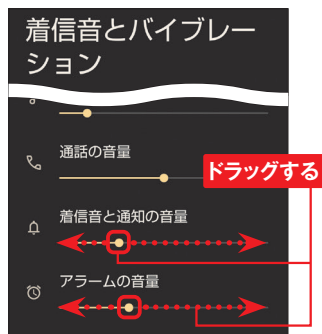 着信音とバイブレー
ション
通話の音量
ドラッグする
着信音と通知の音量
アラームの音量